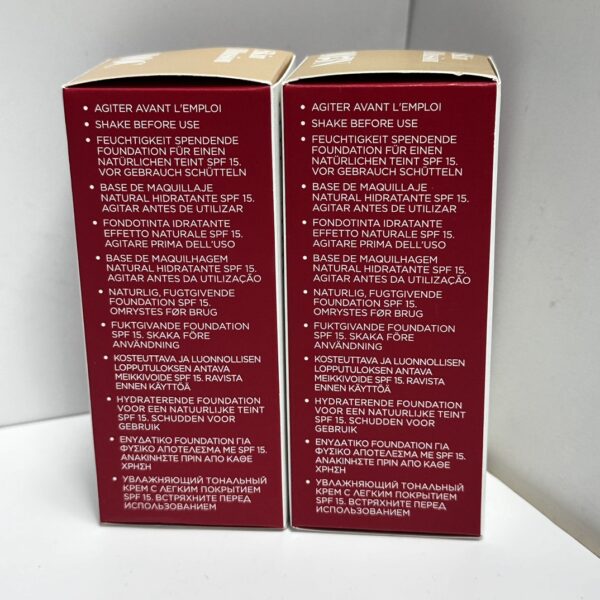 • AGITER AVANT L'EMPLOI
• SHAKE BEFORE USE
• FEUCHTIGKEIT SPENDENDE
FOUNDATION FÜR EINEN
NATÜRLICHEN TEINT SPF 15.
VOR GEBRAUCH SCHÜTTELN
• BASE DE MAQUILLAJE
NATURAL HIDRATANTE SPF 15.
AGITAR ANTES DE UTILIZAR
• FONDOTINTA IDRATANTE
EFFETTO NATURALE SPF 15.
AGITARE PRIMA DELL'USO
• BASE DE MAQUILHAGEM
NATURAL HIDRATANTE SPF 15.
AGITAR ANTES DA UTILIZAÇÃO
• NATURLIG, FUGTGIVENDE
FOUNDATION SPF 15.
OMRYSTES FØR BRUG
• FUKTGIVANDE FOUNDATION
SPF 15. SKAKA FÖRE
ANVÄNDNING
• KOSTEUTTAVA JA LUONNOLLISEN
LOPPUTULOKSEN ANTAVA
MEIKKIVOIDE SPF 15. RAVISTA
ENNEN KÄYTTÖÄ
• HYDRATERENDE FOUNDATION
VOOR EEN NATUURLIJKE TEINT
SPF 15. SCHUDDEN VOOR
GEBRUIK
• ΕΝΥΔΑΤΙΚΟ FOUNDATION ΓΙΑ
ΦΥΣΙΚΟ ΑΠΟΤΕΛΕΣΜΑ ΜΕ SPF 15.
ΑΝΑΚΙΝΗΣΤΕ ΠΡΙΝ ΑΠΟ ΚΑΘΕ
ΧΡΗΣΗ
• УВЛАЖНЯЮЩИЙ ТОНАЛЬНЫЙ
КРЕМ С ЛЕГКИМ ПОКРЫТИЕМ
SPF 15. ВСТРЯХНИТЕ ПЕРЕД
ИСПОЛЬЗОВАНИЕМ
• AGITER AVANT L'EMPLOI
• SHAKE BEFORE USE
• FEUCHTIGKEIT SPENDENDE
FOUNDATION FÜR EINEN
NATÜRLICHEN TEINT SPF 15.
VOR GEBRAUCH SCHÜTTELN
• BASE DE MAQUILLAJE
NATURAL HIDRATANTE SPF 15.
AGITAR ANTES DE UTILIZAR
• FONDOTINTA IDRATANTE
EFFETTO NATURALE SPF 15.
AGITARE PRIMA DELL'USO
• BASE DE MAQUILHAGEM
NATURAL HIDRATANTE SPF 15.
AGITAR ANTES DA UTILIZAÇÃO
• NATURLIG, FUGTGIVENDE
FOUNDATION SPF 15.
OMRYSTES FØR BRUG
• FUKTGIVANDE FOUNDATION
SPF 15. SKAKA FÖRE
ANVÄNDNING
• KOSTEUTTAVA JA LUONNOLLISEN
LOPPUTULOKSEN ANTAVA
MEIKKIVOIDE SPF 15. RAVISTA
ENNEN KÄYTTÖÄ
• HYDRATERENDE FOUNDATION
VOOR EEN NATUURLIJKE TEINT
SPF 15. SCHUDDEN VOOR
GEBRUIK
• ΕΝΥΔΑΤΙΚΟ FOUNDATION ΓΙΑ
ΦΥΣΙΚΟ ΑΠΟΤΕΛΕΣΜΑ ΜΕ SPF 15.
ΑΝΑΚΙΝΗΣΤΕ ΠΡΙΝ ΑΠΟ ΚΑΘΕ
ΧΡΗΣΗ
• УВЛАЖНЯЮЩИЙ ТОНАЛЬНЫЙ
КРЕМ С ЛЕГКИМ ПОКРЫТИЕМ
SPF 15. ВСТРЯХНИТЕ ПЕРЕД
ИСПОЛЬЗОВАНИЕМ